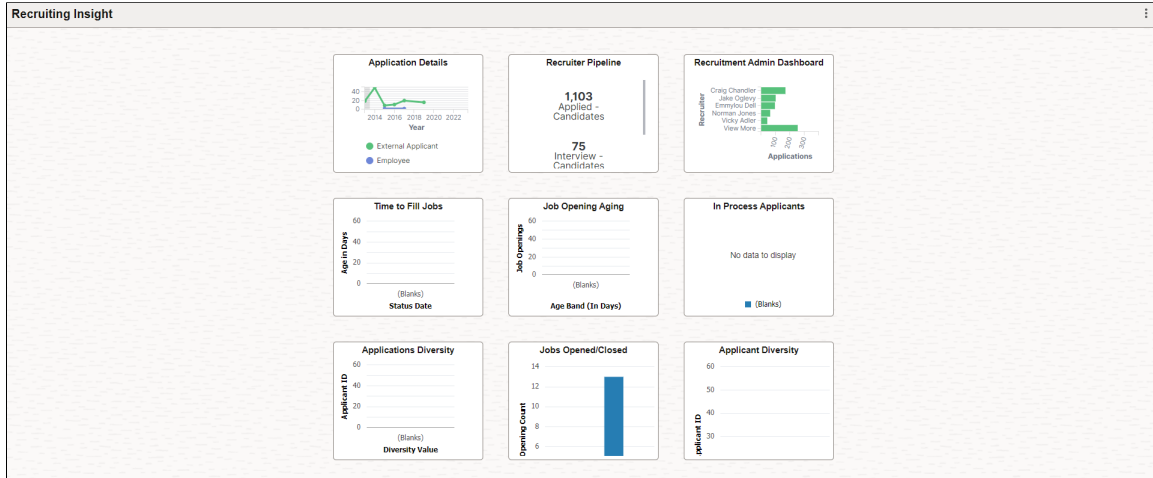 Recruiting Insight
Application Details
40
20
0
2014 2016 2018 2020 2022
Year
External Applicant
Employee
Recruiter Pipeline
1,103
Applied -
Candidates
75
Interview -
Candidates
Recruitment Admin Dashboard
Recruiter
Craig Chandler
Jake Oglevy
Emmylou Dell
Norman Jones
Vicky Adler
View More
100 200 300
Applications
Time to Fill Jobs
Age in Days
60
40
20
0
(Blanks)
Status Date
Job Opening Aging
Job Openings
60
40
20
0
(Blanks)
Age Band (In Days)
In Process Applicants
No data to display
(Blanks)
Applications Diversity
Applicant ID
60
40
20
0
(Blanks)
Diversity Value
Jobs Opened/Closed
Opening Count
14
12
10
8
6
Applicant Diversity
pplicant ID
60
50
40
30